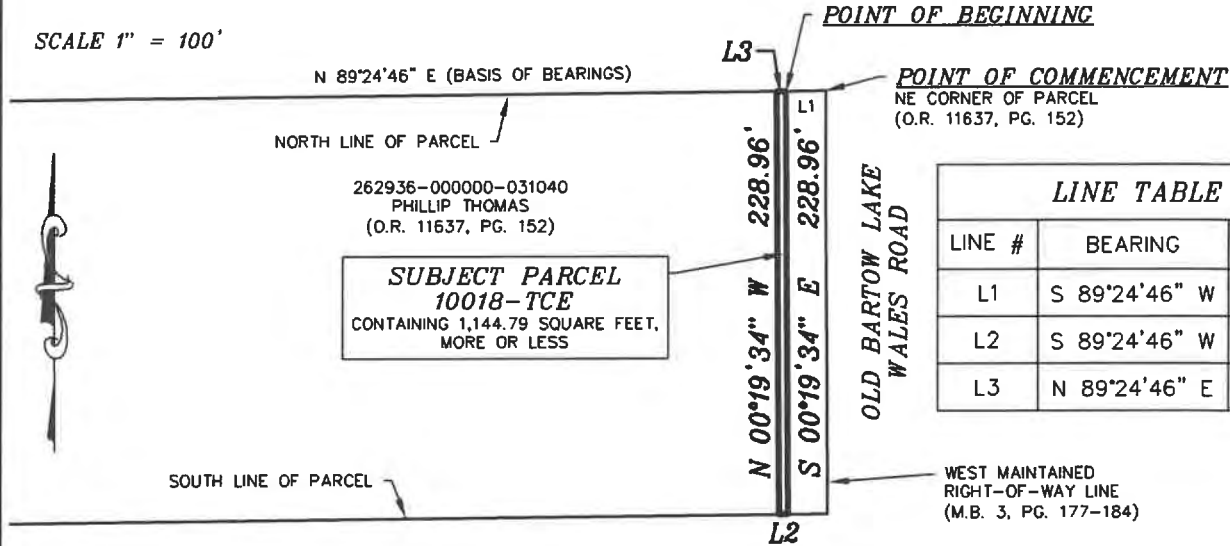 SCALE 1" = 100'
POINT OF BEGINNING
L3
N 89°24'46" E (BASIS OF BEARINGS)
POINT OF COMMENCEMENT
NE CORNER OF PARCEL
(O.R. 11637, PG. 152)
L1
NORTH LINE OF PARCEL
262936-000000-031040
PHILLIP THOMAS
(O.R. 11637, PG. 152)
SUBJECT PARCEL
10018-TCE
CONTAINING 1,144.79 SQUARE FEET,
MORE OR LESS
N 00°19'34" W 228.96'
S 00°19'34" E 228.96'
OLD BARTOW LAKE
WALES ROAD
LINE TABLE
LINE # BEARING
L1 S 89°24'46" W
L2 S 89°24'46" W
L3 N 89°24'46" E
SOUTH LINE OF PARCEL
WEST MAINTAINED
RIGHT-OF-WAY LINE
(M.B. 3, PG. 177-184)
L2